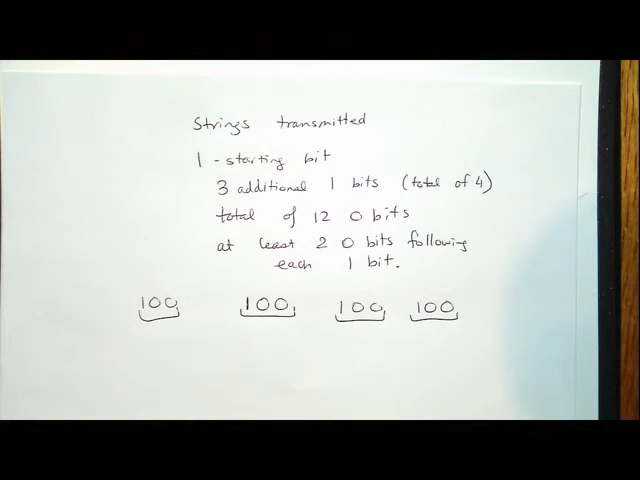 Strings transmitted
1 - starting bit
3 additional 1 bits (total of 4)
total of 12 0 bits
at least 2 0 bits following
each 1 bit.
100 100 100 100